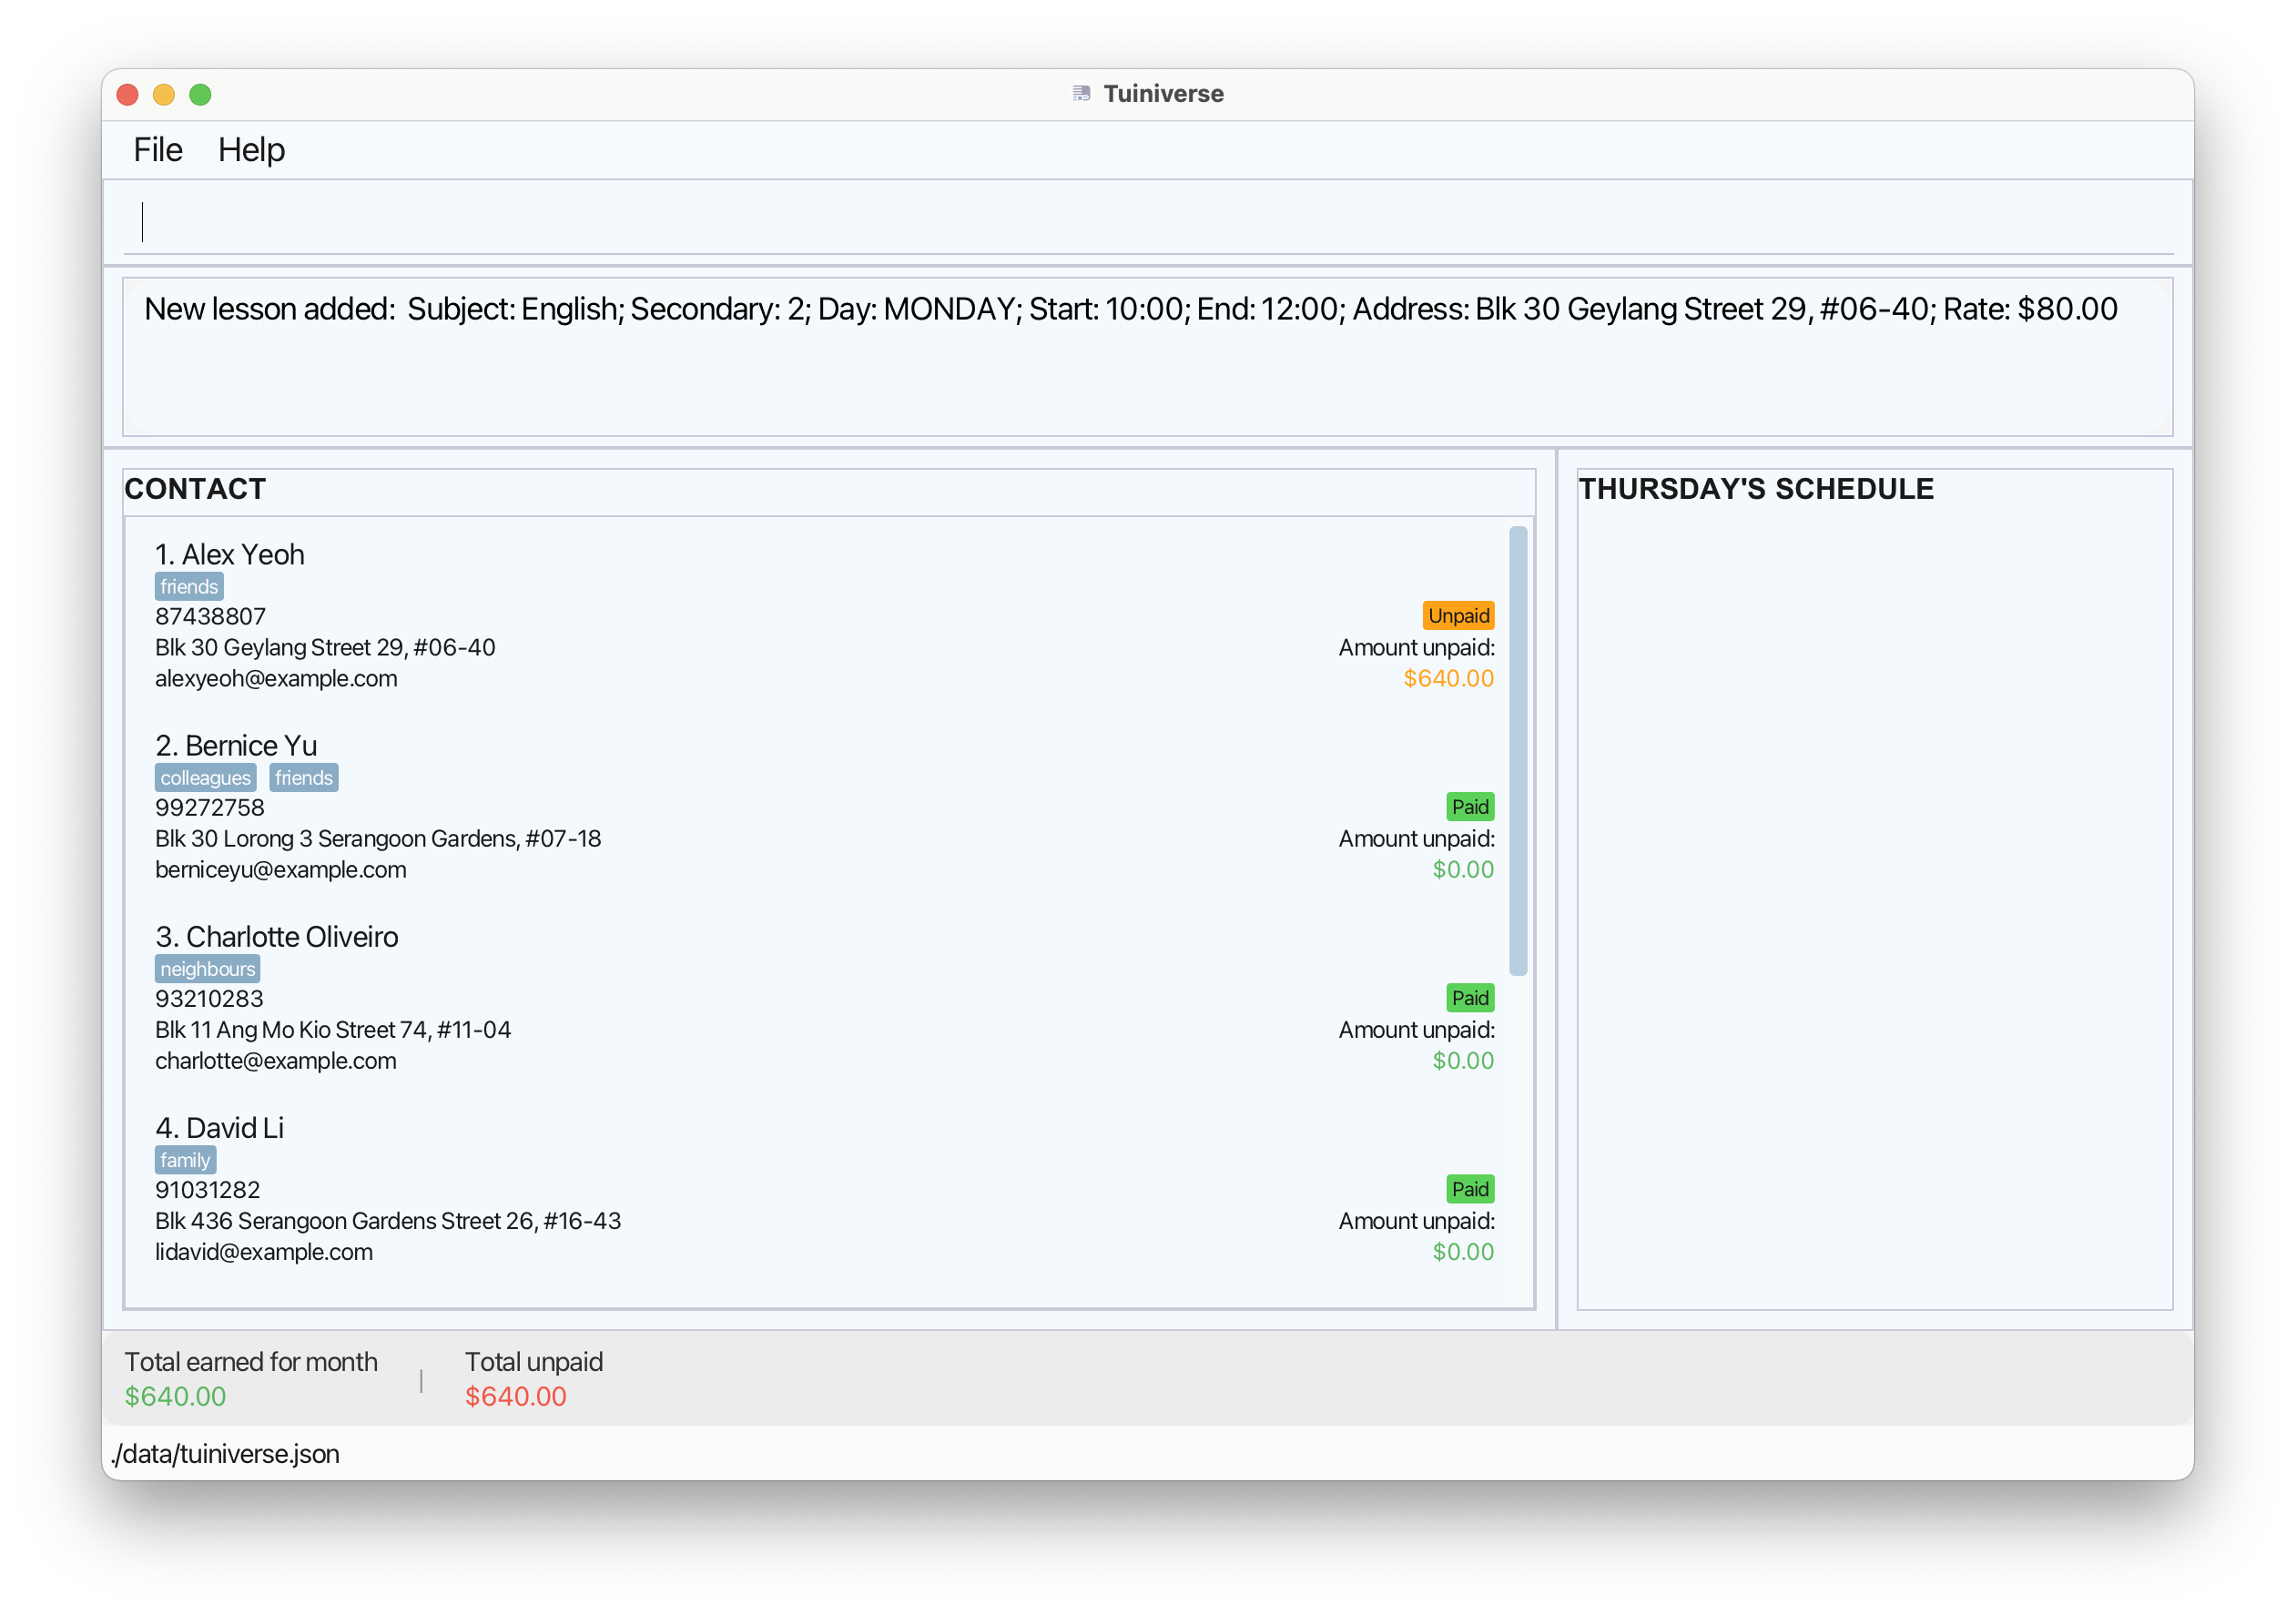 Tuiniverse
File Help
New lesson added:  Subject: English; Secondary: 2; Day: MONDAY; Start: 10:00; End: 12:00; Address: Blk 30 Geylang Street 29, #06-40; Rate: $80.00
CONTACT
1. Alex Yeoh
friends
87438807
Unpaid
Blk 30 Geylang Street 29, #06-40
Amount unpaid:
alexyeoh@example.com
$640.00
2. Bernice Yu
colleagues friends
99272758
Paid
Blk 30 Lorong 3 Serangoon Gardens, #07-18
Amount unpaid:
berniceyu@example.com
$0.00
3. Charlotte Oliveiro
neighbours
93210283
Paid
Blk 11 Ang Mo Kio Street 74, #11-04
Amount unpaid:
charlotte@example.com
$0.00
4. David Li
family
91031282
Paid
Blk 436 Serangoon Gardens Street 26, #16-43
Amount unpaid:
lidavid@example.com
$0.00
THURSDAY'S SCHEDULE
Total earned for month
$640.00
Total unpaid
$640.00
./data/tuiniverse.json